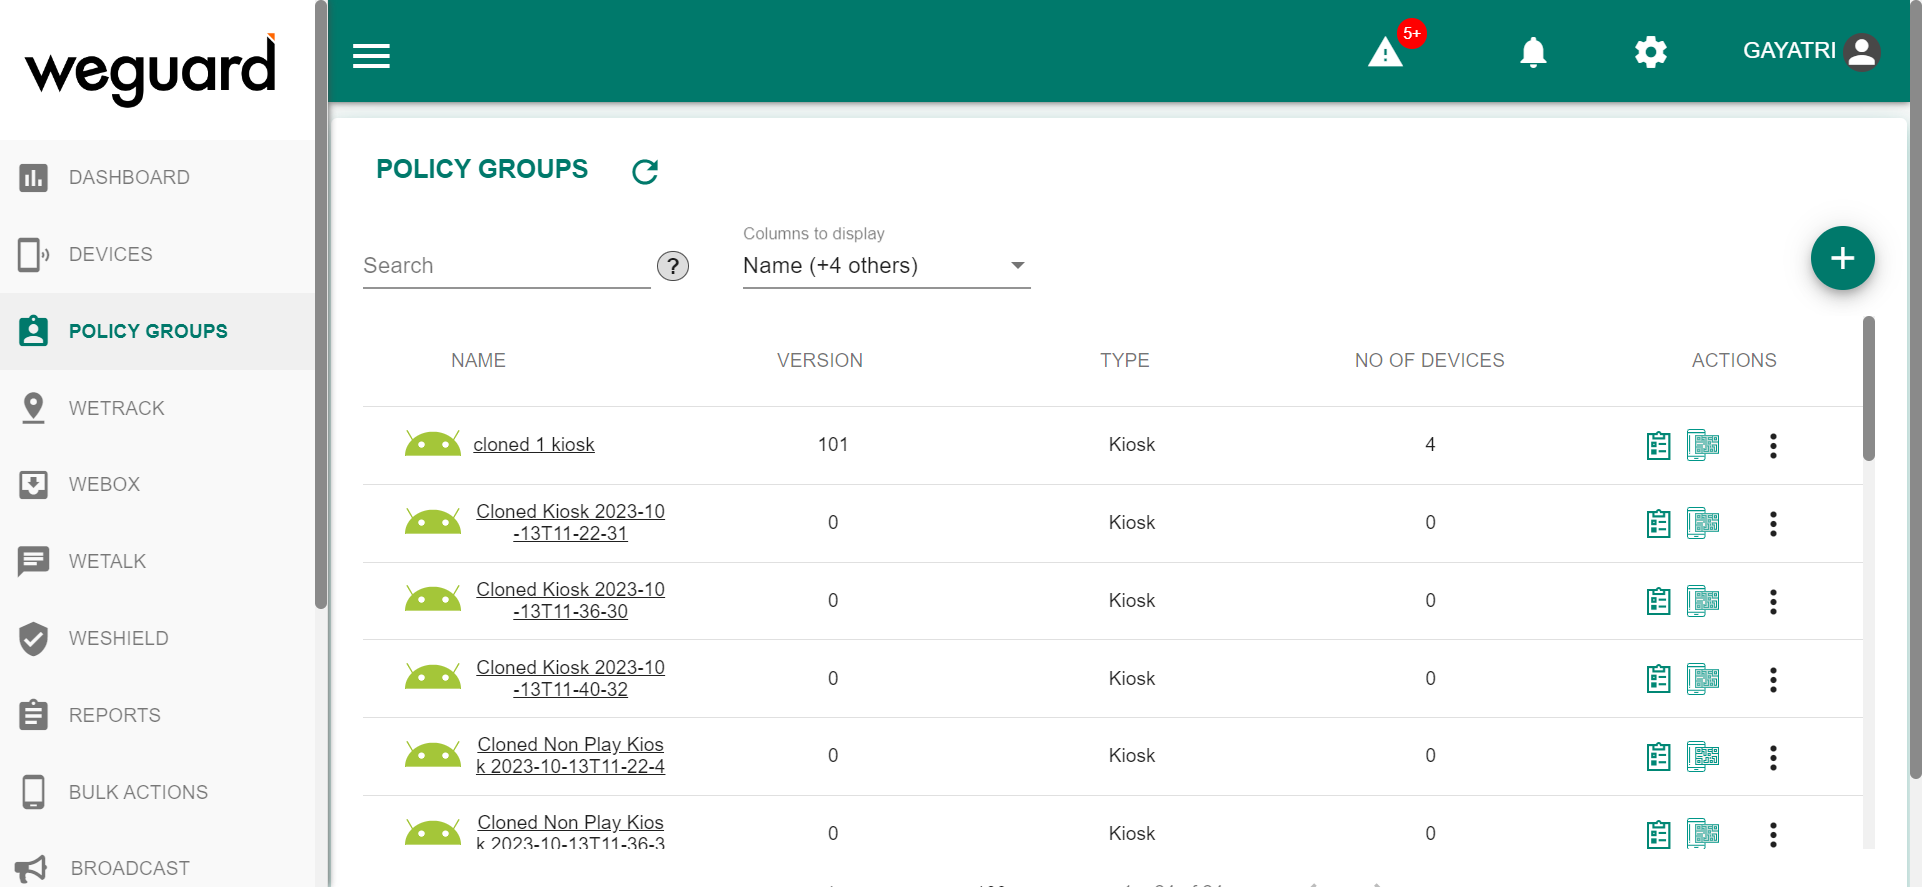 weguard
5+
GAYATRI
DASHBOARD
DEVICES
POLICY GROUPS
WETRACK
WEBOX
WETALK
WESHIELD
REPORTS
BULK ACTIONS
BROADCAST
POLICY GROUPS
Columns to display
Search ? Name (+4 others)
+
NAME VERSION TYPE NO OF DEVICES ACTIONS
cloned 1 kiosk 101 Kiosk 4
Cloned Kiosk 2023-10
-13T11-22-31 0 Kiosk 0
Cloned Kiosk 2023-10
-13T11-36-30 0 Kiosk 0
Cloned Kiosk 2023-10
-13T11-40-32 0 Kiosk 0
Cloned Non Play Kios
k 2023-10-13T11-22-4 0 Kiosk 0
Cloned Non Play Kios
k 2023-10-13T11-36-3 0 Kiosk 0